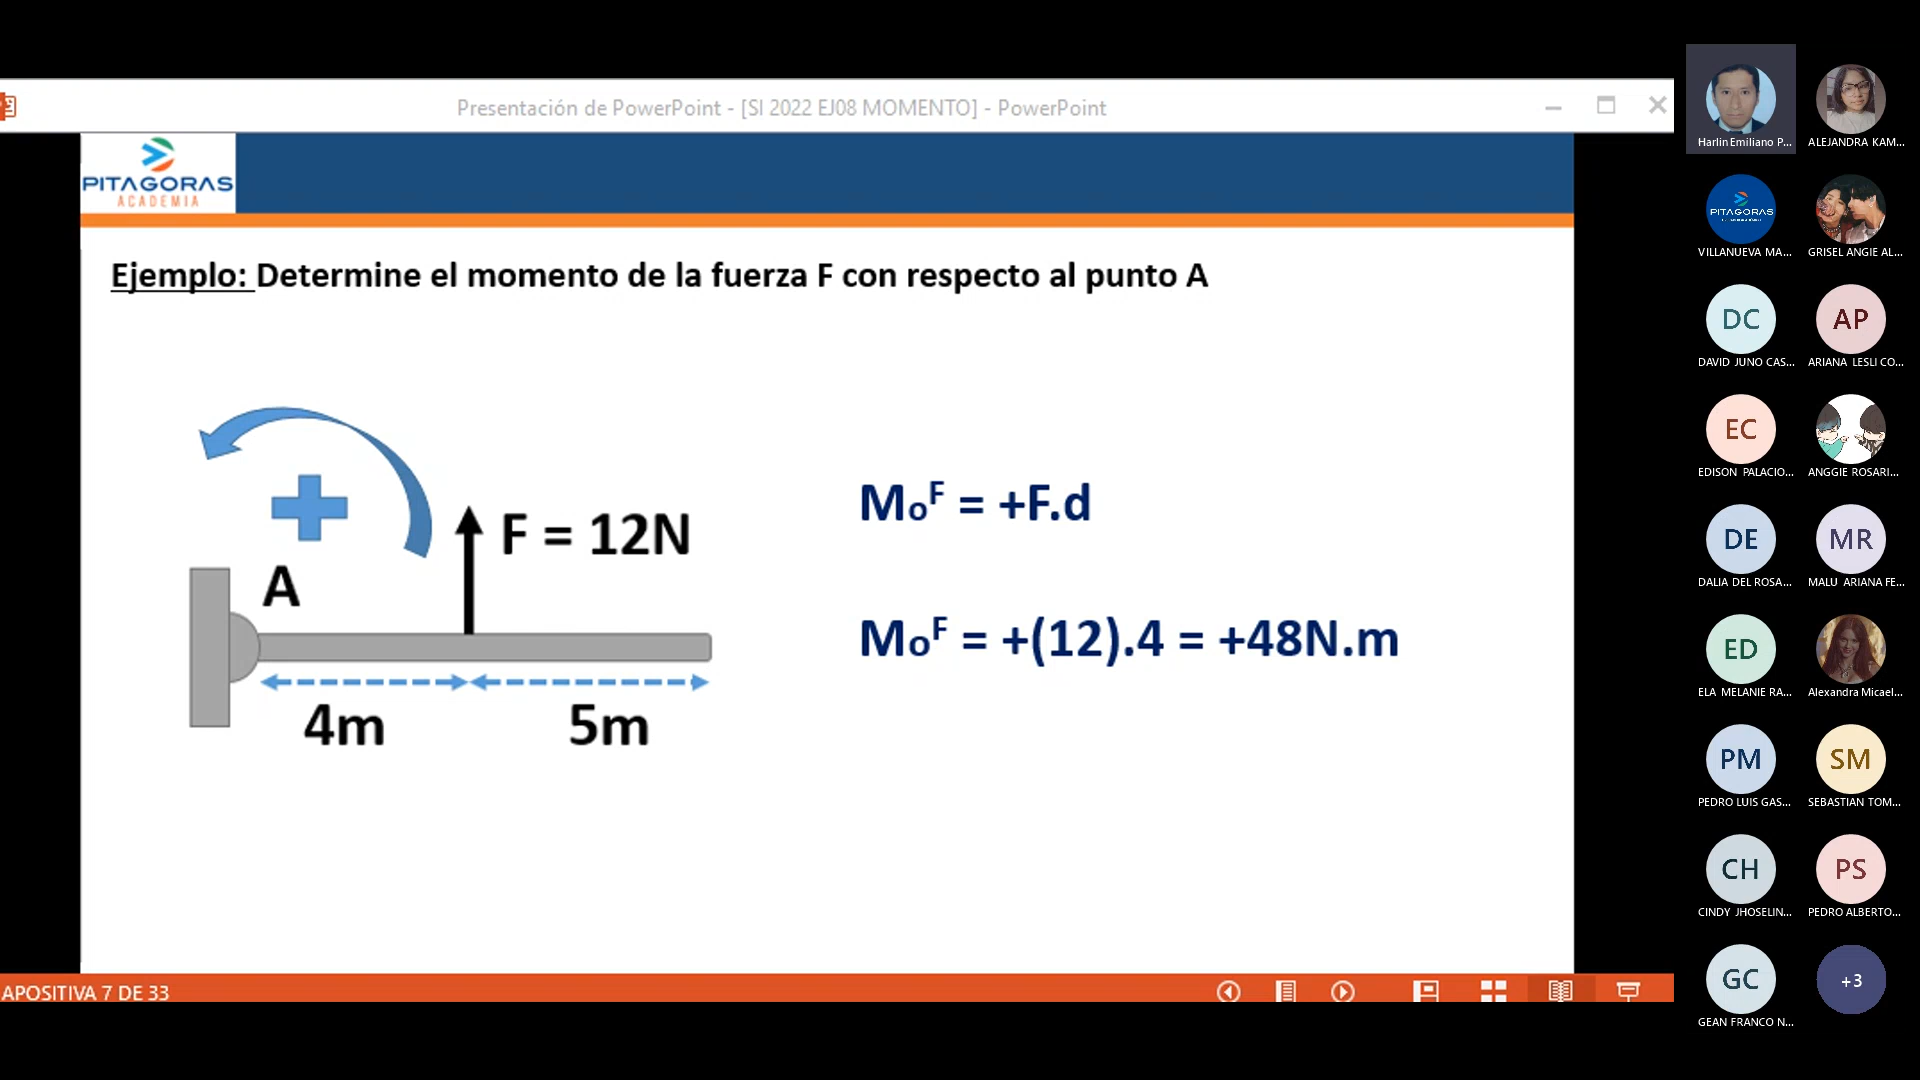 Presentación de PowerPoint - [SI 2022 EJ08 MOMENTO] - PowerPoint
PITAGORAS
ACADEMIA
Ejemplo: Determine el momento de la fuerza F con respecto al punto A
F = 12N
A
4m
5m
MoF = +F.d
MoF = +(12).4 = +48N.m
APOSITIVA 7 DE 33
Harlin Emiliano P...
ALEJANDRA KAM...
PITAGORAS
VILLANUEVA MA...
GRISEL ANGIE AL...
DC
DAVID JUNO CAS...
AP
ARIANA LESLI CO...
EC
EDISON PALACIO...
ANGGIE ROSARI...
DE
DALIA DEL ROSA...
MR
MALU ARIANA FE...
ED
ELA MELANIE RA...
Alexandra Micael...
PM
PEDRO LUIS GAS...
SM
SEBASTIAN TOM...
CH
CINDY JHOSELIN...
PS
PEDRO ALBERTO...
GC
GEAN FRANCO N...
+3